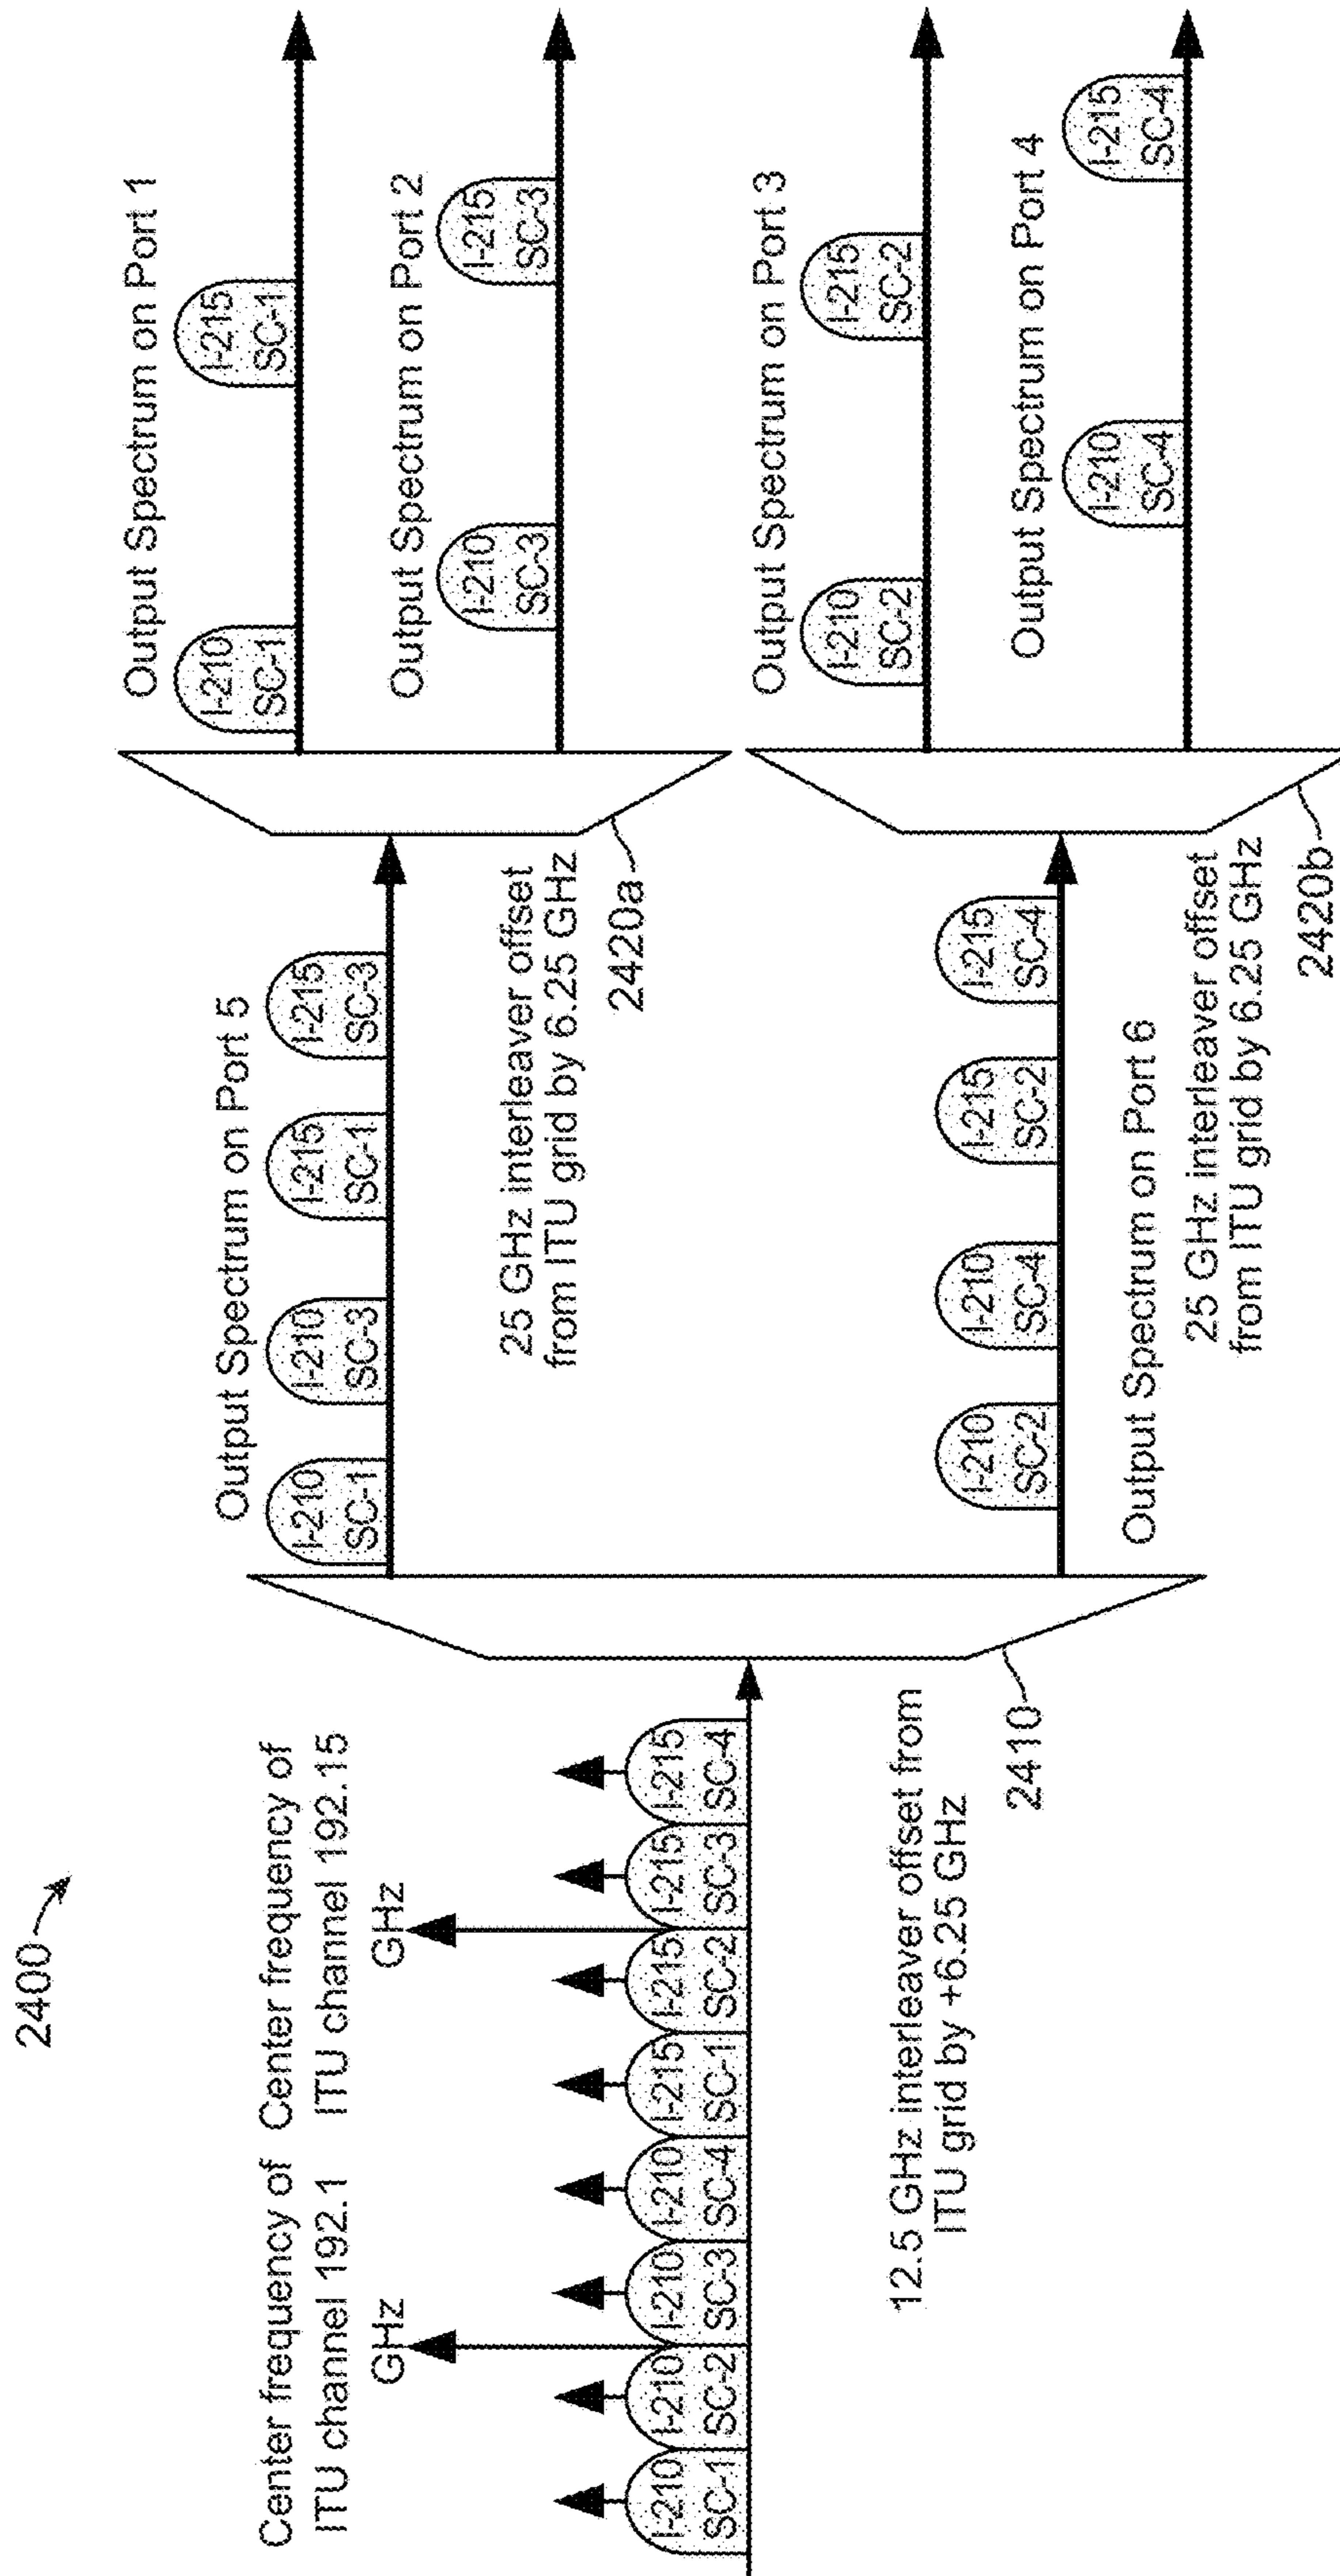 2400
Center frequency of
ITU channel 192.1
GHz
Center frequency of
ITU channel 192.15
GHz
I-210
SC-1
I-210
SC-2
I-210
SC-3
I-210
SC-4
I-215
SC-1
I-215
SC-2
I-215
SC-3
I-215
SC-4
12.5 GHz interleaver offset from
ITU grid by +6.25 GHz
2410
Output Spectrum on Port 5
I-210
SC-1
I-210
SC-3
I-215
SC-1
I-215
SC-3
25 GHz interleaver offset
from ITU grid by 6.25 GHz
2420a
I-210
SC-2
I-210
SC-4
I-215
SC-2
I-215
SC-4
Output Spectrum on Port 6
25 GHz interleaver offset
from ITU grid by 6.25 GHz
2420b
Output Spectrum on Port 1
I-210
SC-1
I-215
SC-1
Output Spectrum on Port 2
I-210
SC-3
I-215
SC-3
Output Spectrum on Port 3
I-210
SC-2
I-215
SC-2
Output Spectrum on Port 4
I-210
SC-4
I-215
SC-4